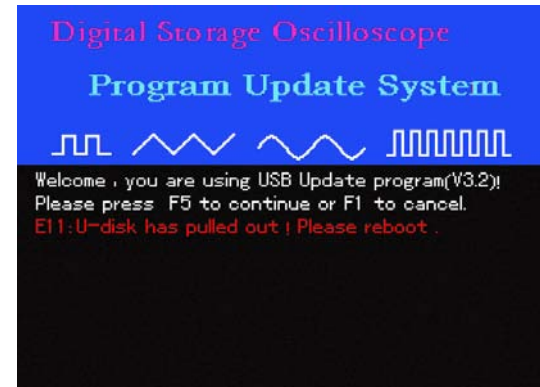 Digital Storage Oscilloscope
Program Update System
Welcome , you are using USB Update program(V3.2)!
Please press F5 to continue or F1 to cancel.
E11:U-disk has pulled out ! Please reboot .